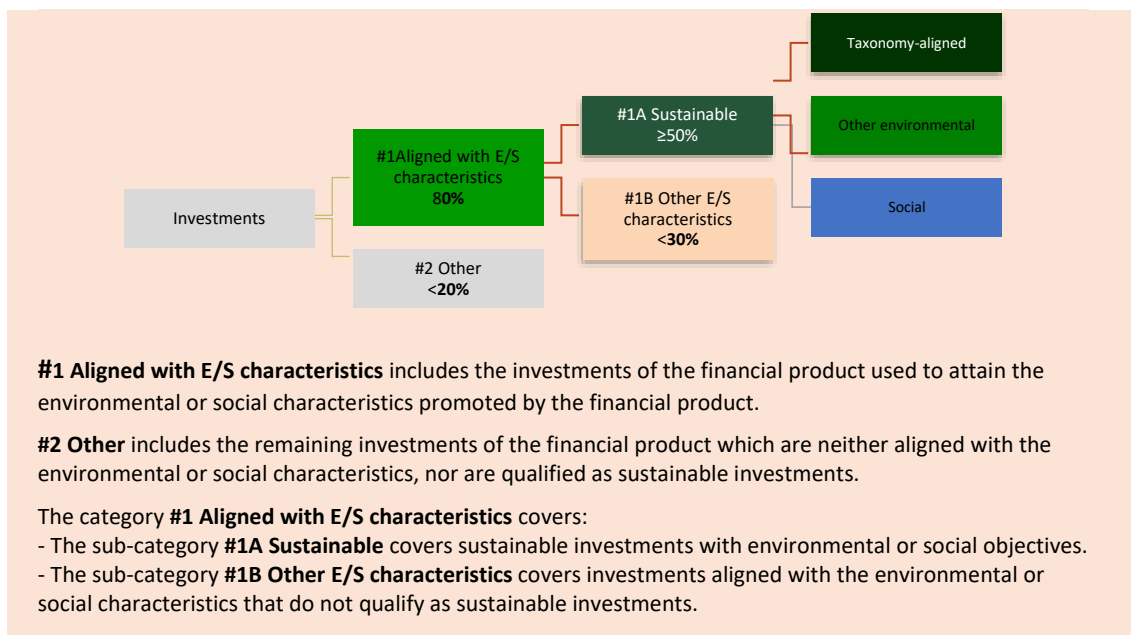 Taxonomy-aligned
#1A Sustainable
≥50%
Other environmental
#1Aligned with E/S
characteristics
80%
#1B Other E/S
characteristics
<30%
Social
Investments
#2 Other
<20%
#1 Aligned with E/S characteristics includes the investments of the financial product used to attain the
environmental or social characteristics promoted by the financial product.
#2 Other includes the remaining investments of the financial product which are neither aligned with the
environmental or social characteristics, nor are qualified as sustainable investments.
The category #1 Aligned with E/S characteristics covers:
- The sub-category #1A Sustainable covers sustainable investments with environmental or social objectives.
- The sub-category #1B Other E/S characteristics covers investments aligned with the environmental or
social characteristics that do not qualify as sustainable investments.